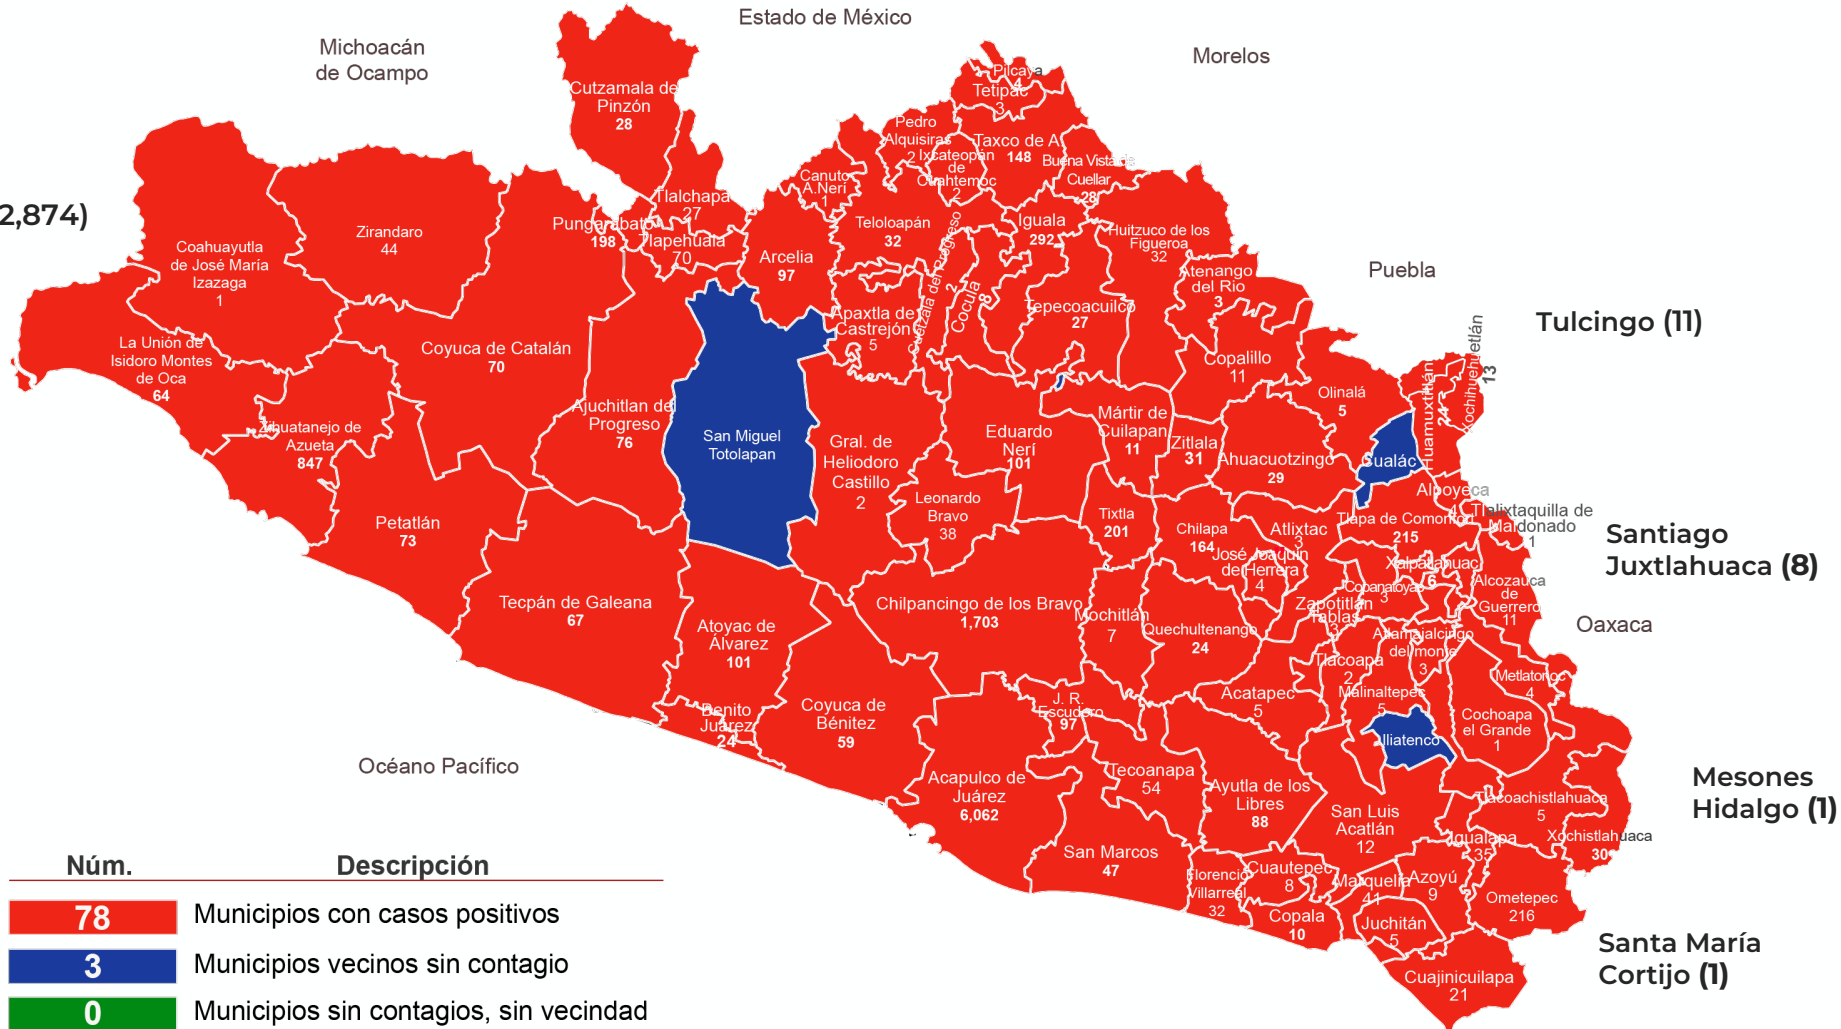 Estado de México
Michoacán
de Ocampo
Morelos
Cutzamala de
Pinzón
28
Pilcaya
4
Tetipac
3
Pedro
Alquisiras
2
Ixcateopán
de
Cuahtemoc
2
Taxco de A.
148
Buena Vista de
Cuellar
28
Canuto
A.Nerí
1
2,874)
Tlalchapa
27
Pungarabato
198
Tlapehuala
70
Zirandaro
44
Coahuayutla
de José María
Izazaga
1
Arcelia
97
Teloloapán
32
Cuetzala del Progreso
2
Cocula
8
Iguala
292
Huitzuco de los
Figueroa
32
Atenango
del Rio
3
Puebla
Tulcingo (11)
Apaxtla de
Castrejón
5
Tepecoacuilco
27
Copalillo
11
La Unión de
Isidoro Montes
de Oca
64
Coyuca de Catalán
70
Zihuatanejo de
Azueta
847
Ajuchitlan del
Progreso
76
San Miguel
Totolapan
Gral. de
Heliodoro
Castillo
2
Eduardo
Nerí
101
Mártir de
Cuilapan
11
Zitlala
31
Ahuacuotzingo
29
Olinalá
5
Cualác
Huamuxtitlán
24
Xochihuehuetlán
13
Alpoyeca
4
Tlalixtaquilla de
Maldonado
1
Leonardo
Bravo
38
Petatlán
73
Tixtla
201
Chilapa
164
Atlixtac
3
José Joaquin
de Herrera
4
Tlapa de Comonfort
215
Xalpatlahuac
6
Copanatoyac
3
Alcozauca
de
Guerrero
11
Santiago
Juxtlahuaca (8)
Oaxaca
Tecpán de Galeana
67
Atoyac de
Álvarez
101
Chilpancingo de los Bravo
1,703
Mochitlán
7
Quechultenango
24
Zapotitlán
Tablas
3
Atlamajalcingo
del monte
3
Tlacoapa
2
Malinaltepec
5
Metlatonoc
4
Acatapec
5
Cochoapa
el Grande
1
Iliatenco
Benito
Juárez
24
Coyuca de
Bénitez
59
J. R.
Escudero
97
Océano Pacífico
Acapulco de
Juárez
6,062
Tecoanapa
54
Ayutla de los
Libres
88
San Luis
Acatlán
12
Tlacoachistlahuaca
5
Mesones
Hidalgo (1)
Igualapa
35
Xochistlahuaca
30
San Marcos
47
Florencio
Villarreal
32
Cuautepec
8
Copala
10
Marquelia
41
Azoyú
9
Juchitán
5
Ometepec
216
Santa María
Cortijo (1)
Cuajinicuilapa
21
Núm. Descripción
78 Municipios con casos positivos
3 Municipios vecinos sin contagio
0 Municipios sin contagios, sin vecindad